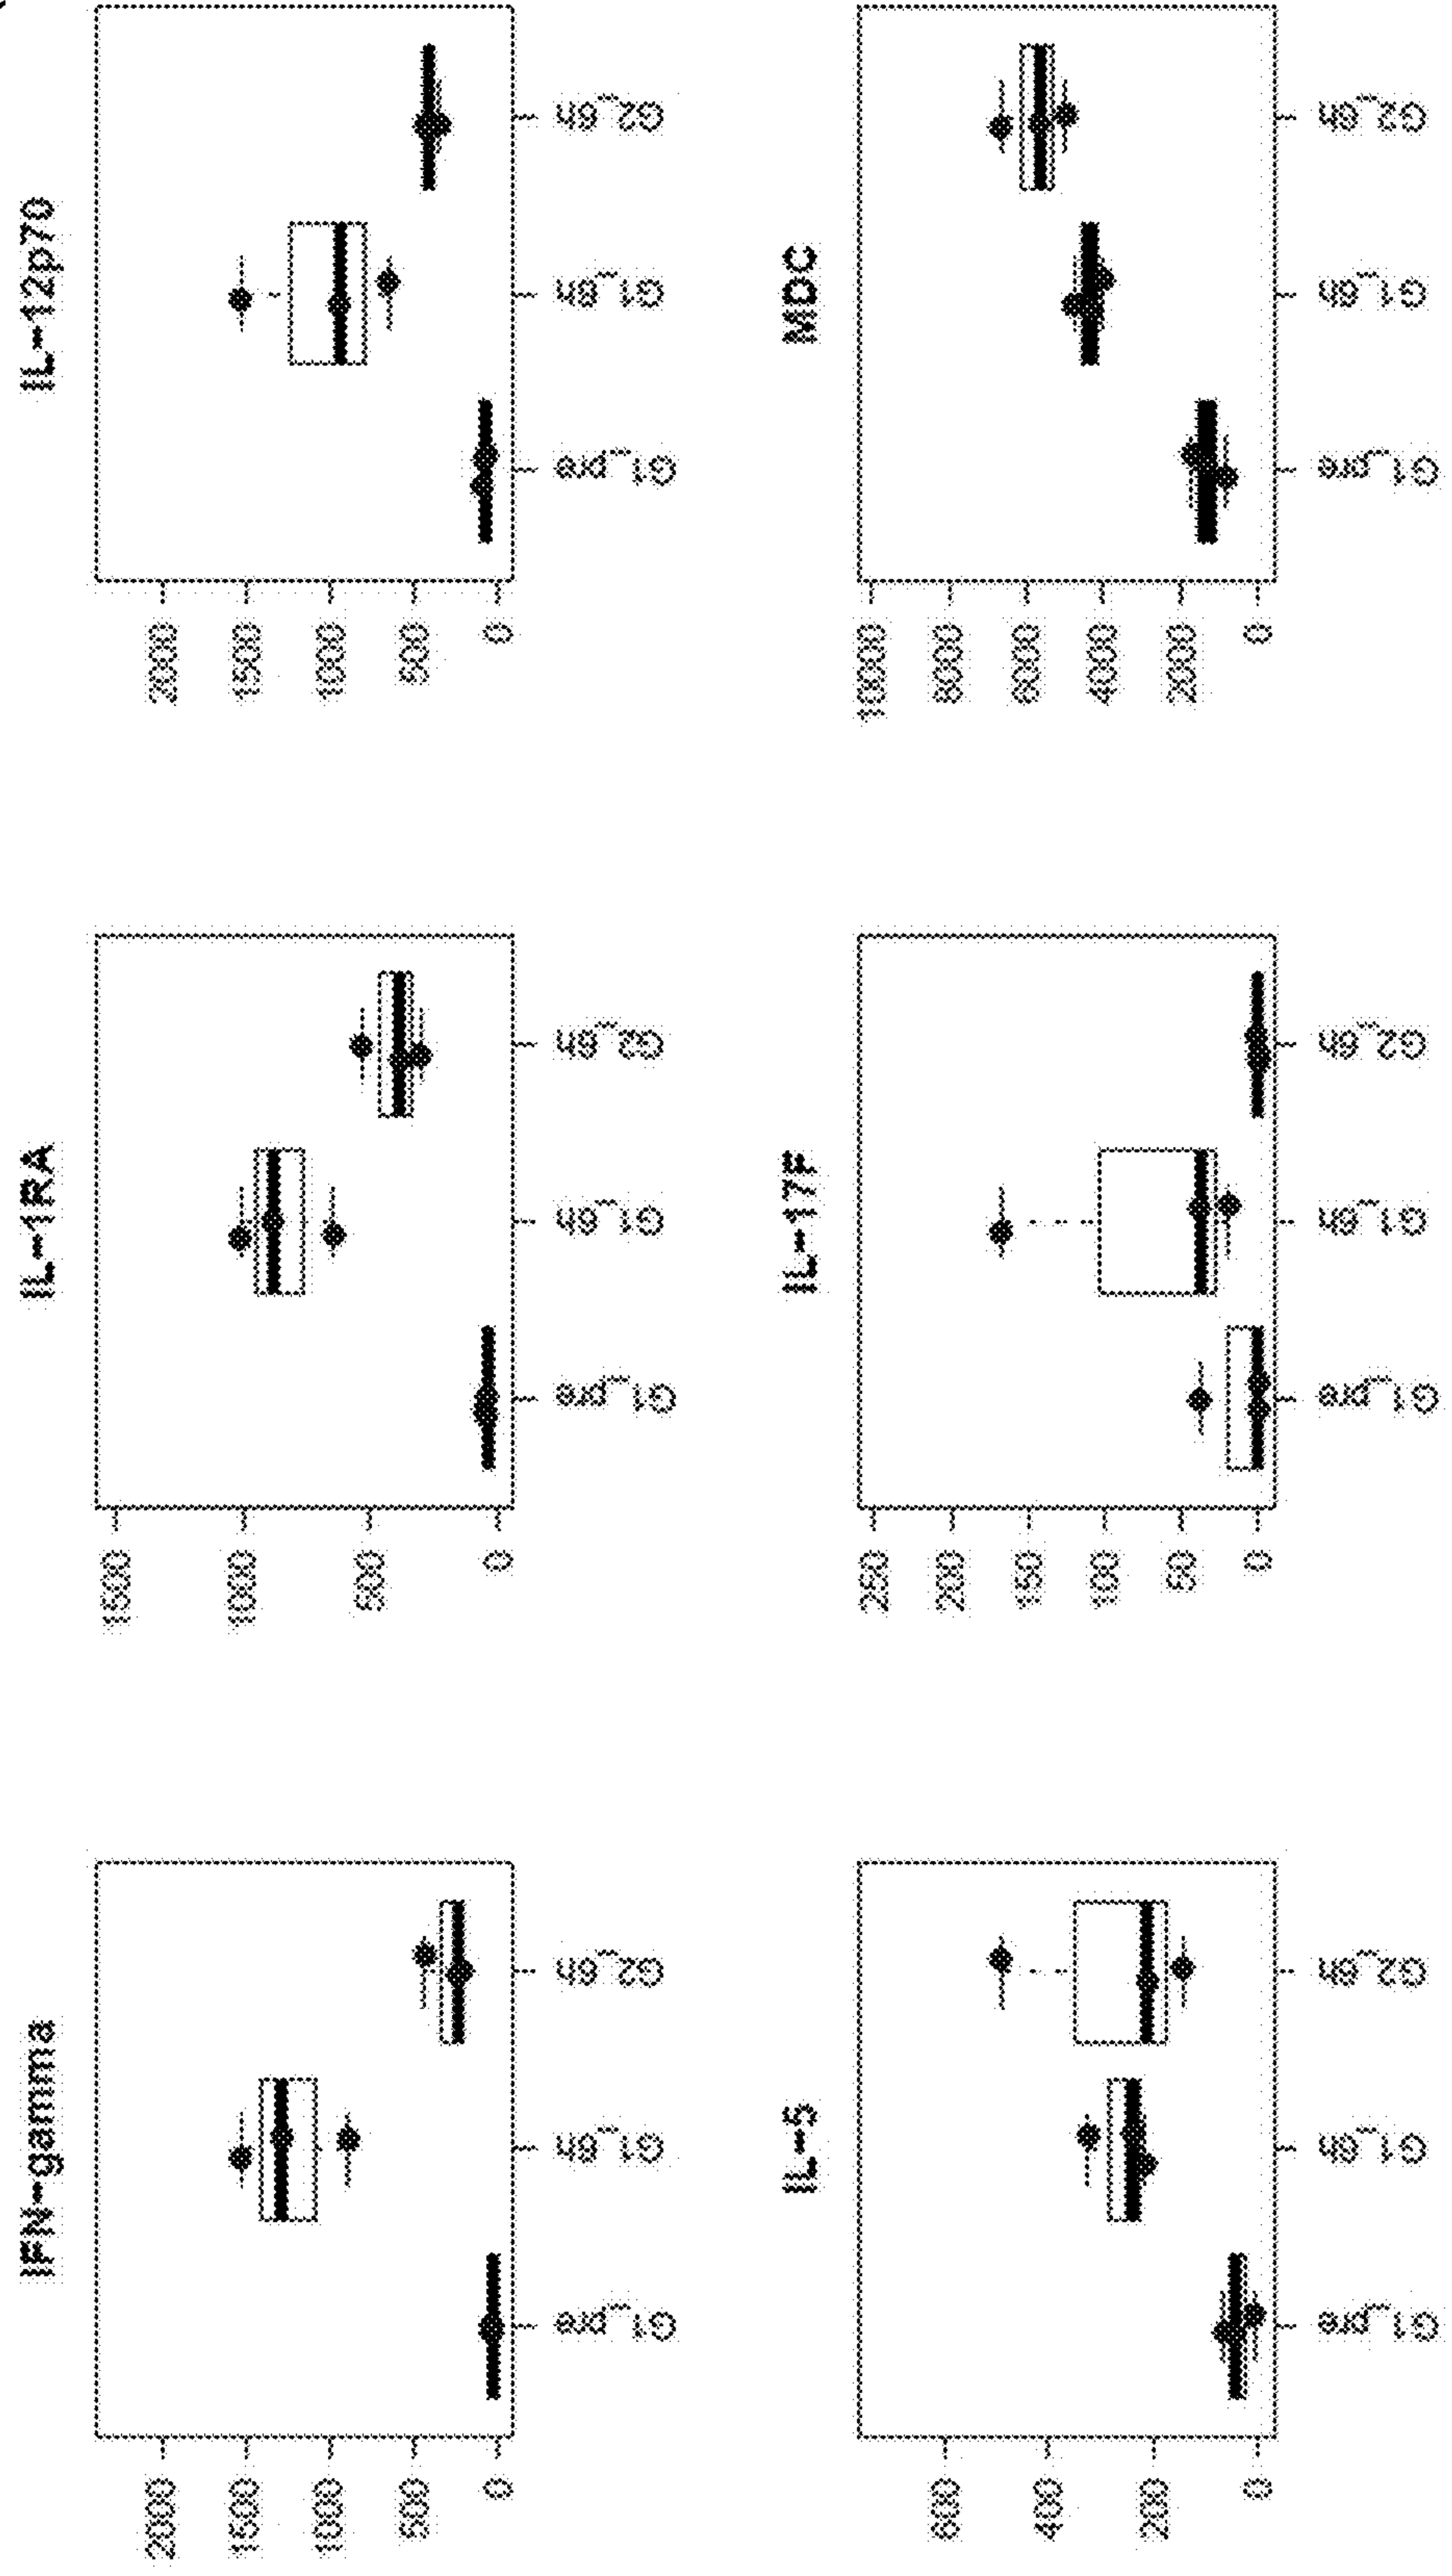 IFN-gamma
2000
1500
1000
500
0
G1_pre
G1_6h
G2_6h
IL-1RA
1500
1000
500
0
G1_pre
G1_6h
G2_6h
IL-12p70
2000
1500
1000
500
0
G1_pre
G1_6h
G2_6h
IL-5
600
400
200
0
G1_pre
G1_6h
G2_6h
IL-17F
250
200
150
100
50
0
G1_pre
G1_6h
G2_6h
MDC
10000
8000
6000
4000
2000
0
G1_pre
G1_6h
G2_6h